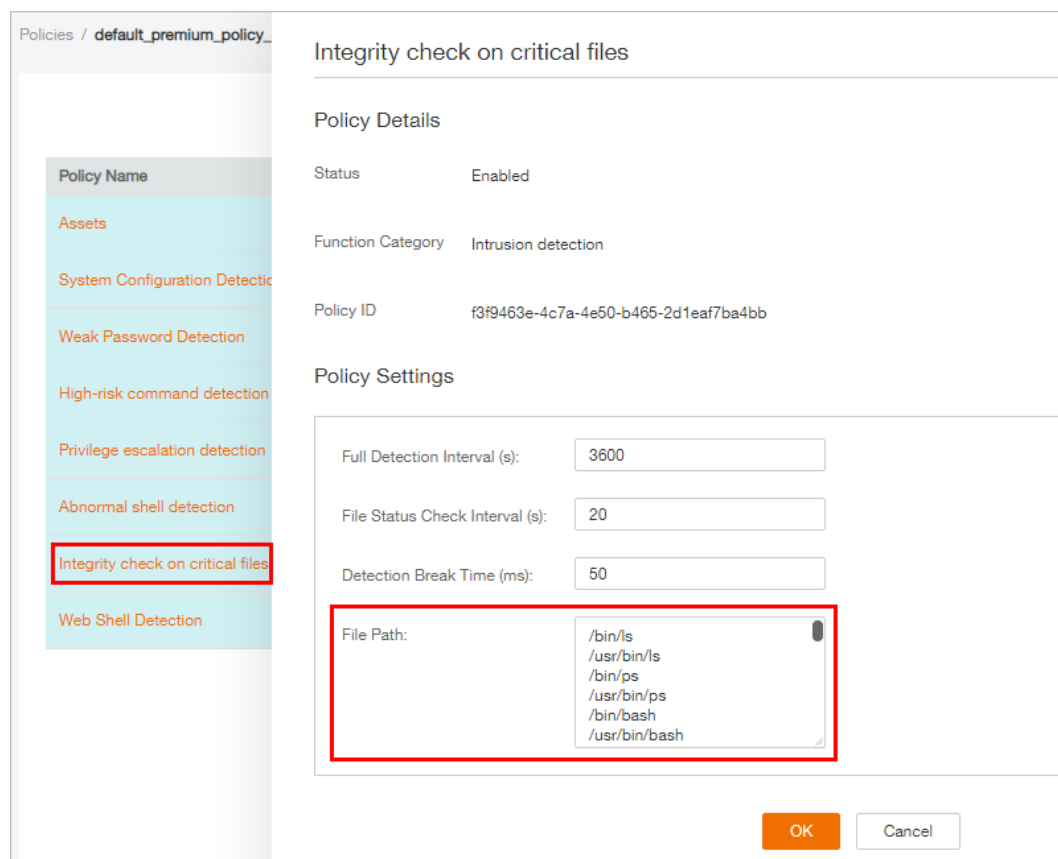 Policies / default_premium_policy_
Integrity check on critical files
Policy Details
Status Enabled
Function Category Intrusion detection
Policy ID f3f9463e-4c7a-4e50-b465-2d1eaf7ba4bb
Policy Settings
Full Detection Interval (s): 3600
File Status Check Interval (s): 20
Detection Break Time (ms): 50
File Path: /bin/ls
/usr/bin/ls
/bin/ps
/usr/bin/ps
/bin/bash
/usr/bin/bash
OK Cancel
Policy Name
Assets
System Configuration Detectio
Weak Password Detection
High-risk command detection
Privilege escalation detection
Abnormal shell detection
Integrity check on critical files
Web Shell Detection